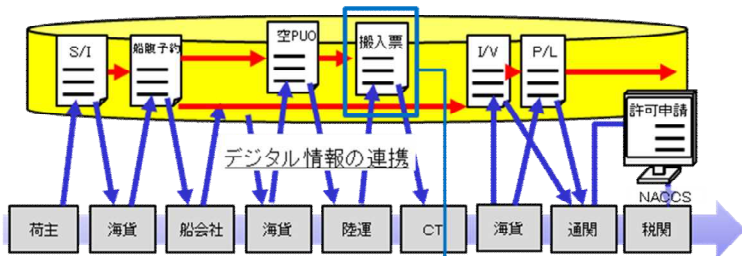 S/I
船腹予約
空PUO
搬入票
I/V
P/L
許可申請
デジタル情報の連携
NACCS
荷主
海貨
船会社
海貨
陸運
CT
海貨
通関
税関